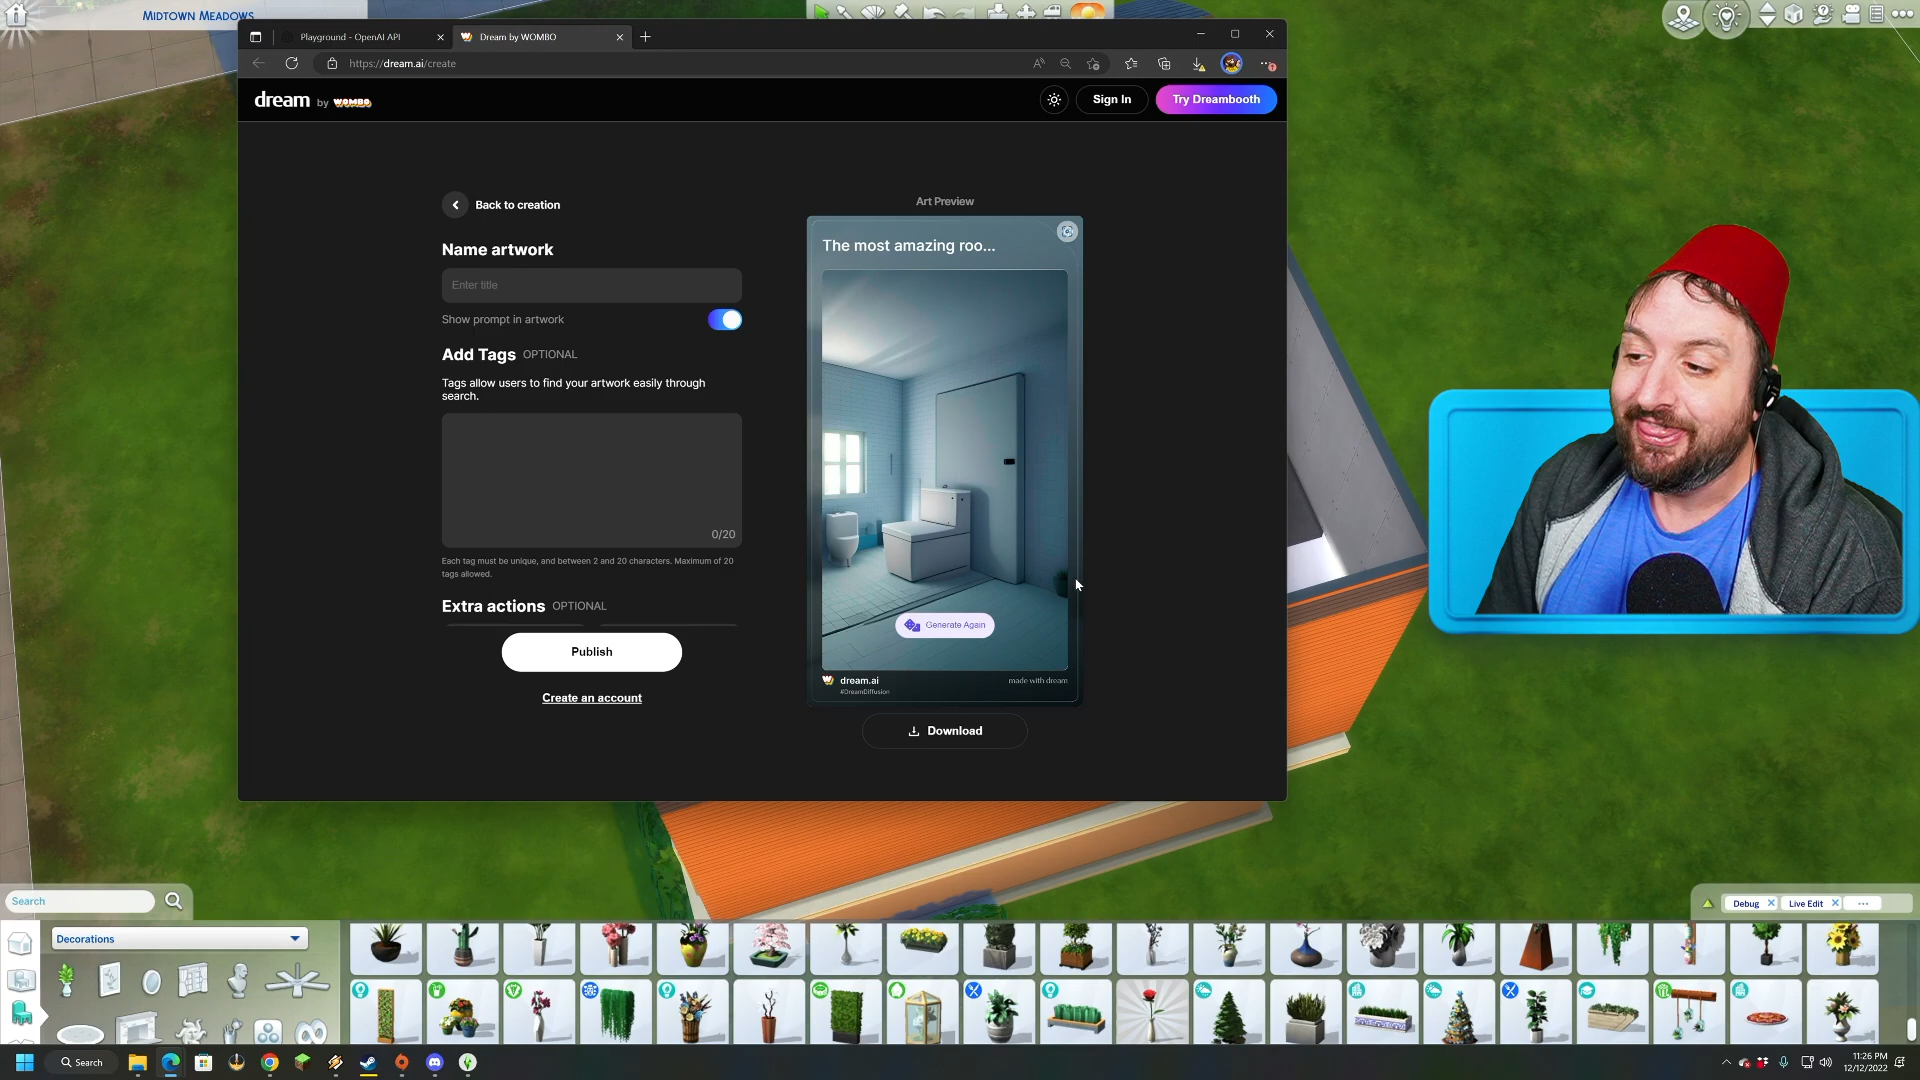 MIDTOWN MEADOWS
Playground - OpenAI API
Dream by WOMBO
https://dream.ai/create
dream by WOMBO
Sign In
Try Dreambooth
Back to creation
Art Preview
Name artwork
The most amazing roo...
Enter title
Show prompt in artwork
Add Tags OPTIONAL
Tags allow users to find your artwork easily through
search.
0/20
Each tag must be unique, and between 2 and 20 characters. Maximum of 20
tags allowed.
Extra actions OPTIONAL
Generate Again
Publish
dream.ai
made with dream
#DreamDiffusion
Create an account
Download
Search
Debug
Live Edit
...
Decorations
Search
11:26 PM
12/12/2022